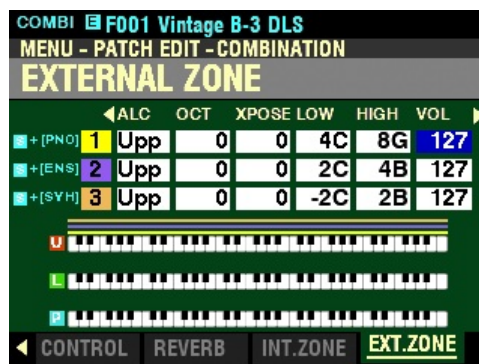 COMBI E F001 Vintage B-3 DLS
MENU - PATCH EDIT - COMBINATION
EXTERNAL ZONE
ALC OCT XPOSE LOW HIGH VOL
S + [PNO] 1 Upp 0 0 4C 8G 127
S + [ENS] 2 Upp 0 0 2C 4B 127
S + [SYH] 3 Upp 0 0 -2C 2B 127
U
L
P
CONTROL REVERB INT.ZONE EXT.ZONE